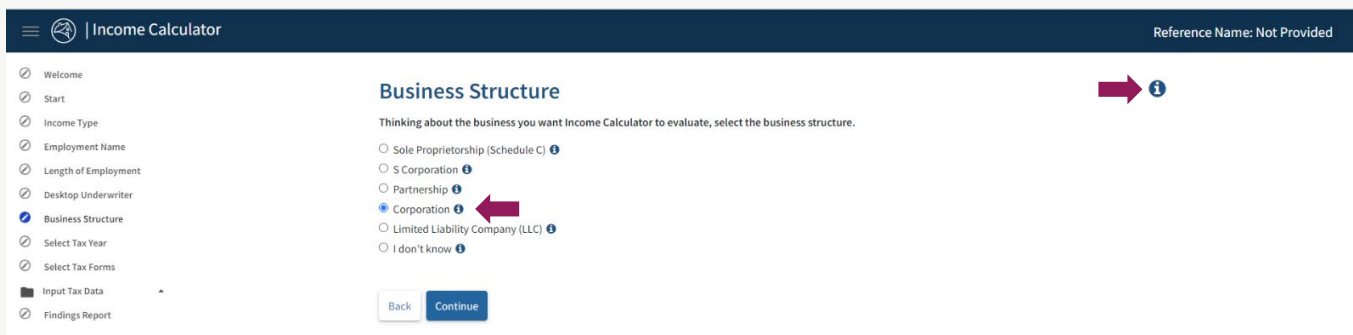 | Income Calculator
Reference Name: Not Provided
Welcome
Start
Income Type
Employment Name
Length of Employment
Desktop Underwriter
Business Structure
Select Tax Year
Select Tax Forms
Input Tax Data
Findings Report
Business Structure
Thinking about the business you want Income Calculator to evaluate, select the business structure.
Sole Proprietorship (Schedule C)
S Corporation
Partnership
Corporation
Limited Liability Company (LLC)
I don't know
Back
Continue